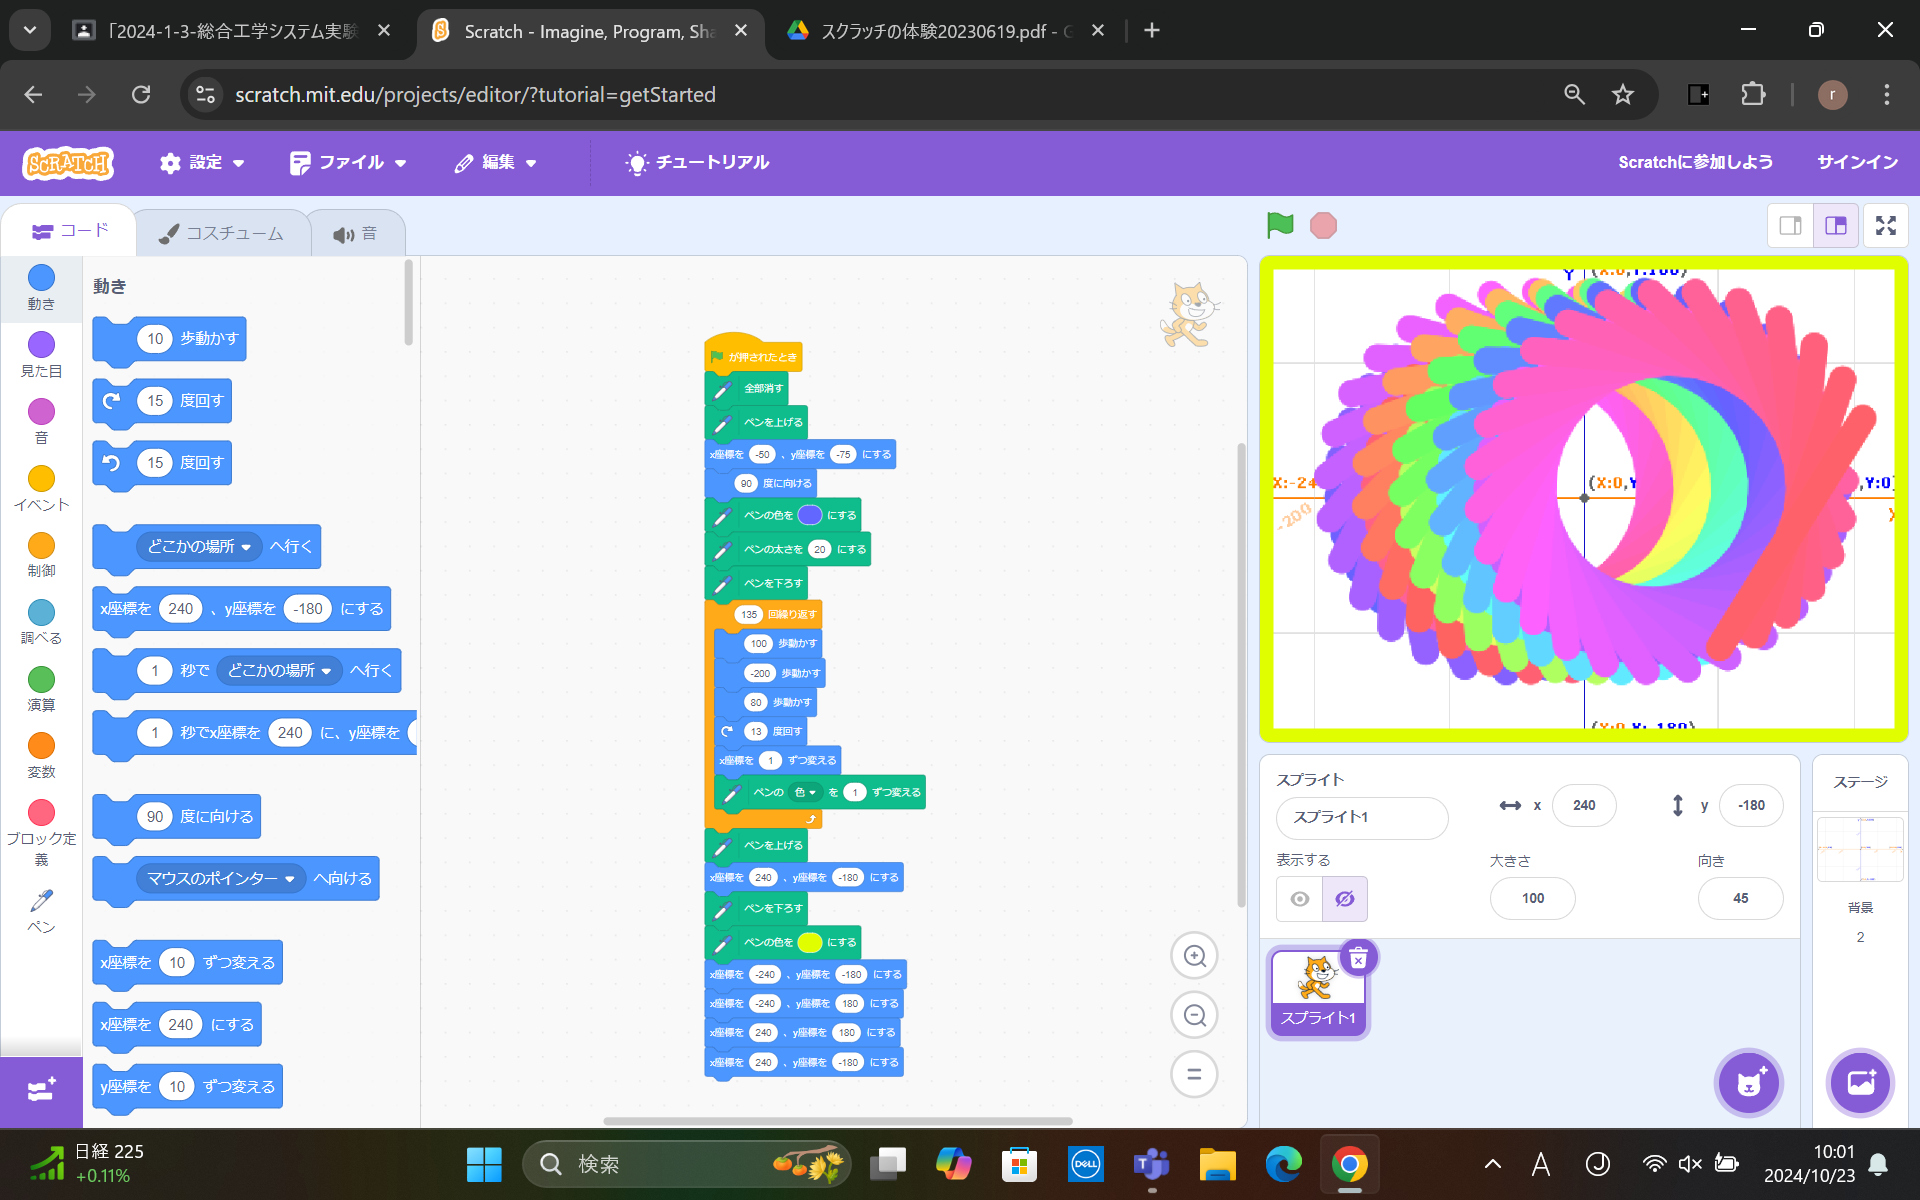 「2024-1-3-総合工学システム実験
Scratch - Imagine, Program, Sha
スクラッチの体験20230619.pdf - G
scratch.mit.edu/projects/editor/?tutorial=getStarted
r
SCRATCH
設定
ファイル
編集
チュートリアル
Scratchに参加しよう
サインイン
コード
コスチューム
音
動き
見た目
音
イベント
制御
調べる
演算
変数
ブロック定義
ペン
動き
10 歩動かす
15 度回す
15 度回す
どこかの場所 へ行く
x座標を 240 、y座標を -180 にする
1 秒で どこかの場所 へ行く
1 秒でx座標を 240 に、y座標を
90 度に向ける
マウスのポインター へ向ける
x座標を 10 ずつ変える
x座標を 240 にする
y座標を 10 ずつ変える
が押されたとき
全部消す
ペンを上げる
x座標を -50 、y座標を -75 にする
90 度に向ける
ペンの色を にする
ペンの太さを 20 にする
ペンを下ろす
135 回繰り返す
100 歩動かす
-200 歩動かす
80 歩動かす
13 度回す
x座標を 1 ずつ変える
ペンの 色 を 1 ずつ変える
ペンを上げる
x座標を 240 、y座標を -180 にする
ペンを下ろす
ペンの色を にする
x座標を -240 、y座標を -180 にする
x座標を -240 、y座標を 180 にする
x座標を 240 、y座標を 180 にする
x座標を 240 、y座標を -180 にする
Y (X:0,Y:180)
X:-24
-200
(X:0,Y
,Y:0)
X
(X:0,Y:-180)
スプライト
スプライト1
x 240
y -180
表示する
大きさ
100
向き
45
スプライト1
ステージ
背景
2
日経 225
+0.11%
検索
DELL
A
J
10:01
2024/10/23